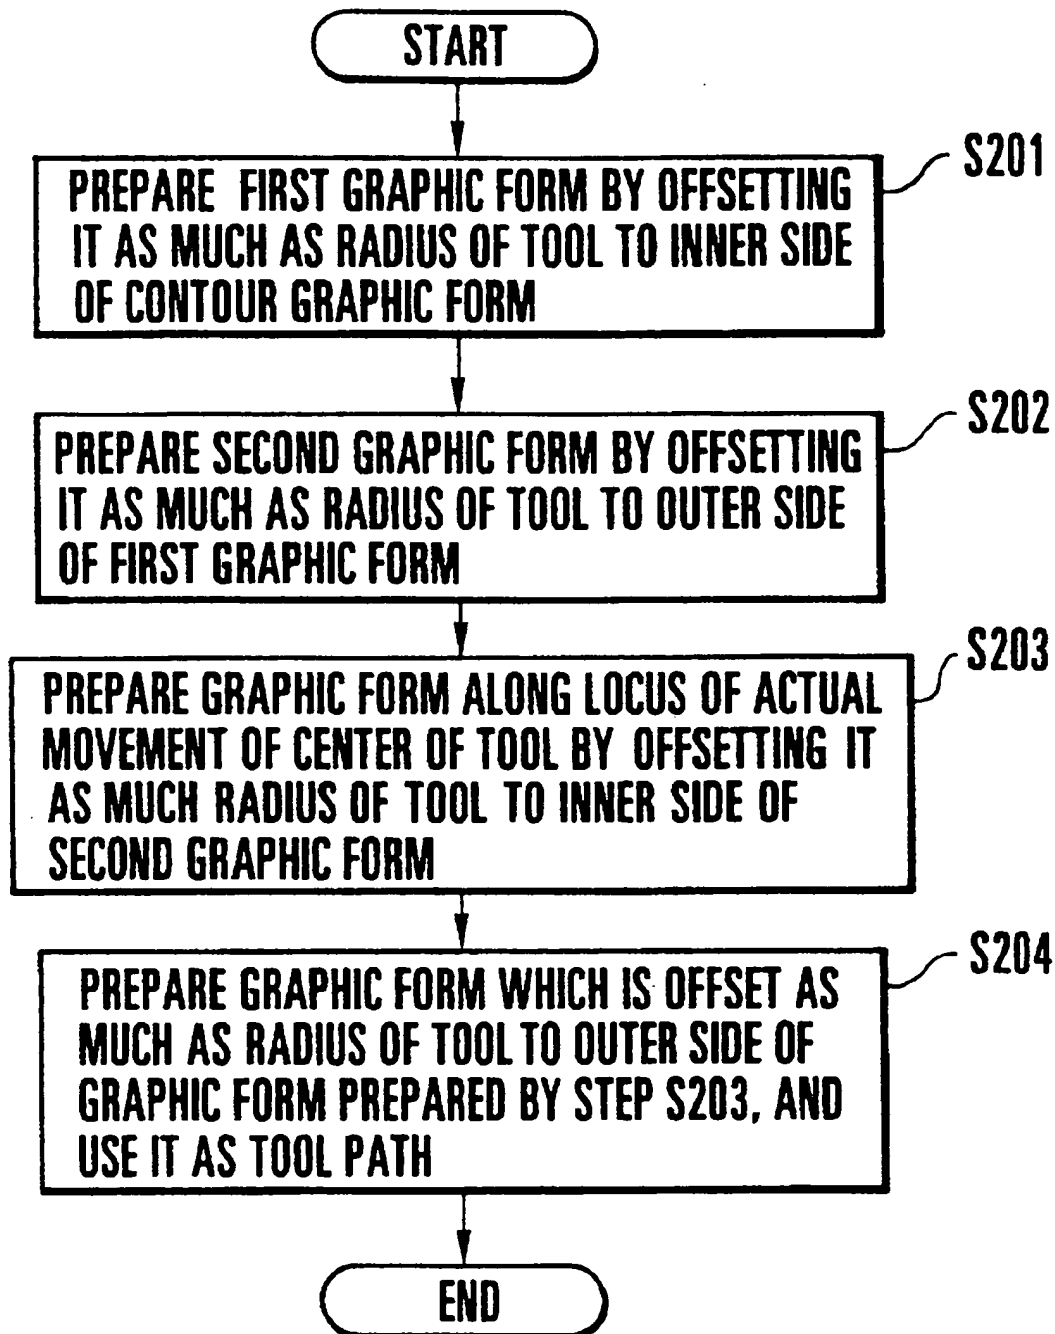 START
S201
PREPARE FIRST GRAPHIC FORM BY OFFSETTING
IT AS MUCH AS RADIUS OF TOOL TO INNER SIDE
OF CONTOUR GRAPHIC FORM
S202
PREPARE SECOND GRAPHIC FORM BY OFFSETTING
IT AS MUCH AS RADIUS OF TOOL TO OUTER SIDE
OF FIRST GRAPHIC FORM
S203
PREPARE GRAPHIC FORM ALONG LOCUS OF ACTUAL
MOVEMENT OF CENTER OF TOOL BY OFFSETTING IT
AS MUCH RADIUS OF TOOL TO INNER SIDE OF
SECOND GRAPHIC FORM
S204
PREPARE GRAPHIC FORM WHICH IS OFFSET AS
MUCH AS RADIUS OF TOOL TO OUTER SIDE OF
GRAPHIC FORM PREPARED BY STEP S203, AND
USE IT AS TOOL PATH
END